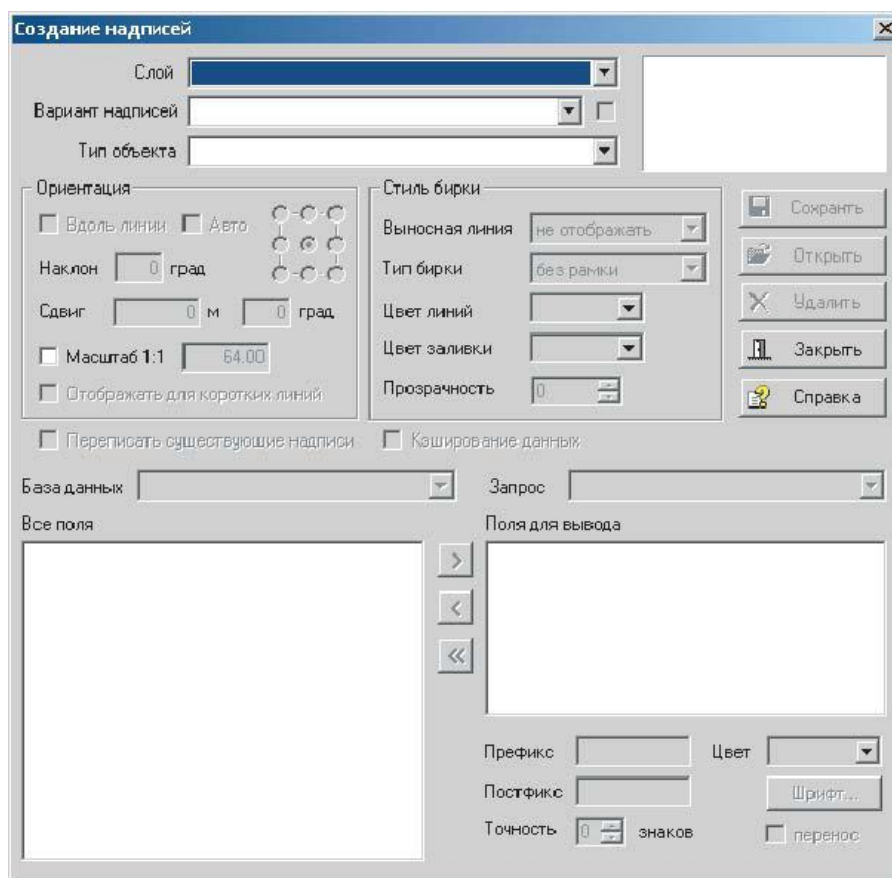 Создание надписей
Слой
Вариант надписей
Тип объекта
Ориентация
Вдоль линии Авто
Наклон 0 град
Сдвиг 0 м 0 град
Масштаб 1:1 64.00
Отображать для коротких линий
Стиль бирки
Выносная линия не отображать
Тип бирки без рамки
Цвет линий
Цвет заливки
Прозрачность 0
Сохранть
Открыть
Удалить
Закрыть
Справка
Переписать существующие надписи Кэширование данных
База данных Запрос
Все поля Поля для вывода
> 
<
<<
Префикс Цвет
Постфикс Шрифт...
Точность 0 знаков перенос